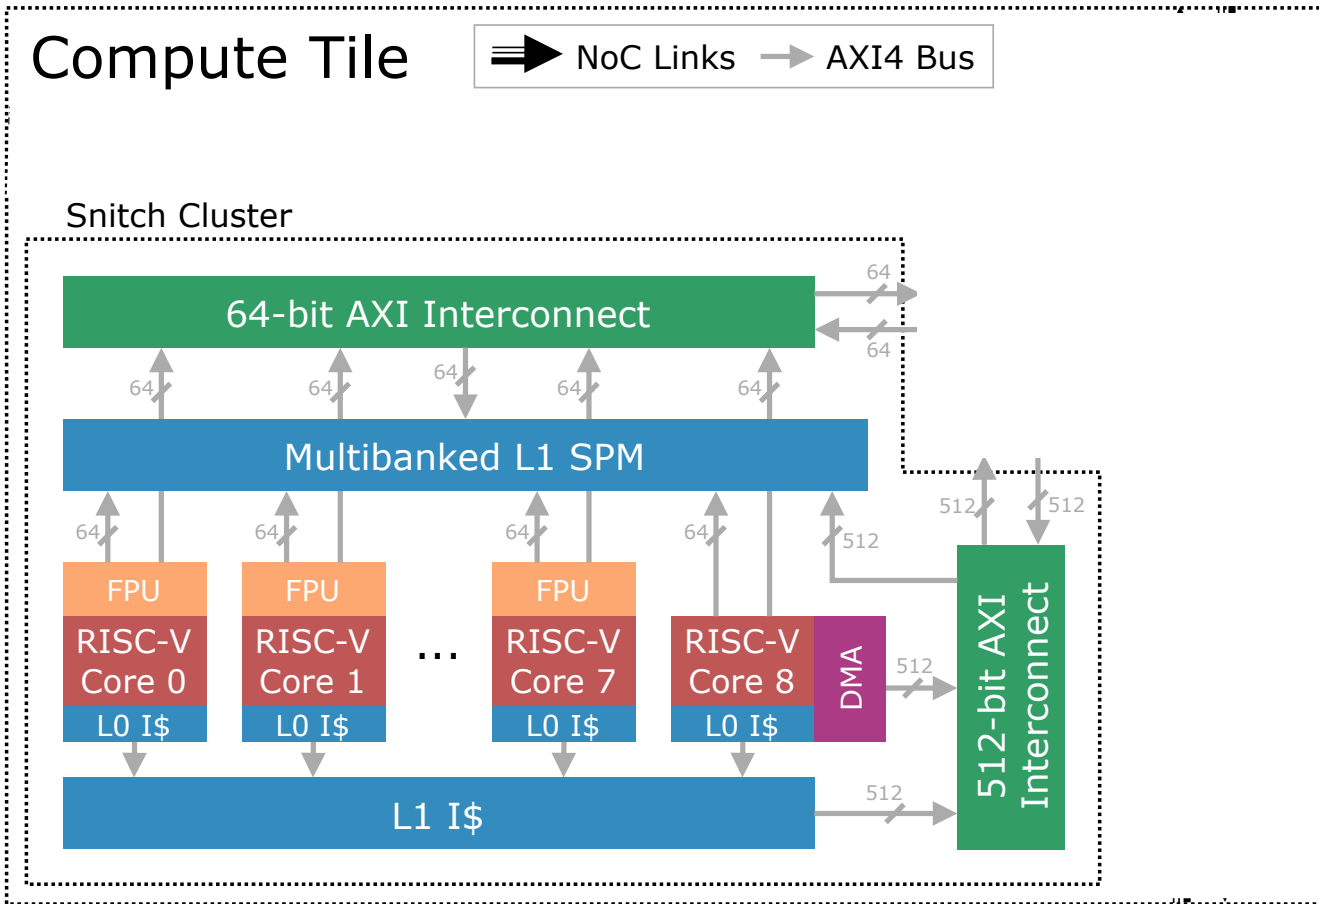 Compute Tile
NoC Links
AXI4 Bus
Snitch Cluster
64
64-bit AXI Interconnect
64
64
64
64
64
64
Multibanked L1 SPM
512
512
64
64
64
64
512
FPU
FPU
FPU
RISC-V
Core 0
RISC-V
Core 1
...
RISC-V
Core 7
RISC-V
Core 8
DMA
512
512-bit AXI
Interconnect
L0 I$
L0 I$
L0 I$
L0 I$
L1 I$
512